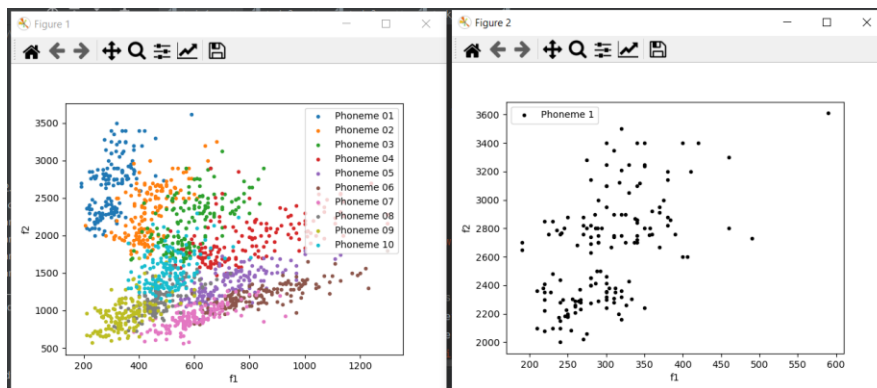 Figure 1
Phoneme 01
Phoneme 02
Phoneme 03
Phoneme 04
Phoneme 05
Phoneme 06
Phoneme 07
Phoneme 08
Phoneme 09
Phoneme 10
3500
3000
2500
2000
1500
1000
500
f2
200 400 600 800 1000 1200
f1
Figure 2
Phoneme 1
3600
3400
3200
3000
2800
2600
2400
2200
2000
f2
200 250 300 350 400 450 500 550 600
f1